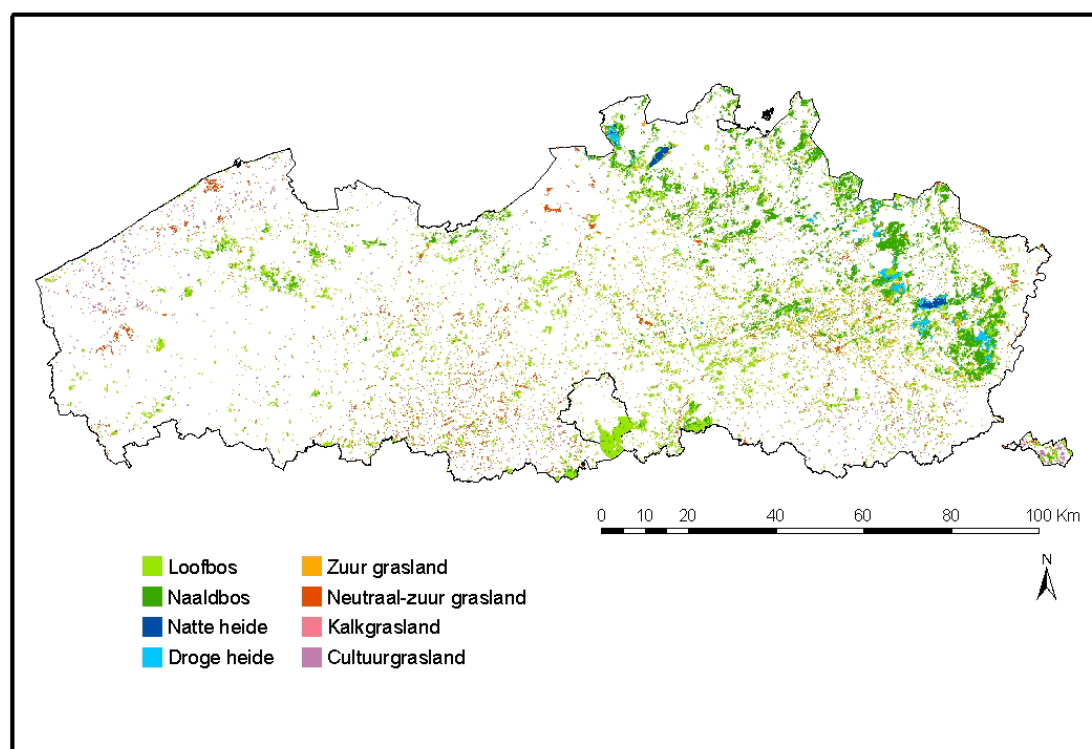 0 10 20 40 60 80 100 Km
N
Loofbos
Naaldbos
Natte heide
Droge heide
Zuur grasland
Neutraal-zuur grasland
Kalkgrasland
Cultuurgrasland